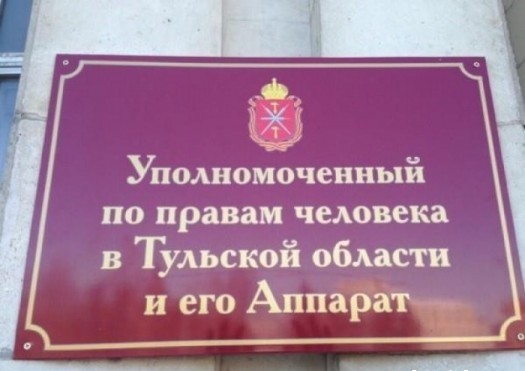 Уполномоченный
по правам человека
в Тульской области
и его Аппарат